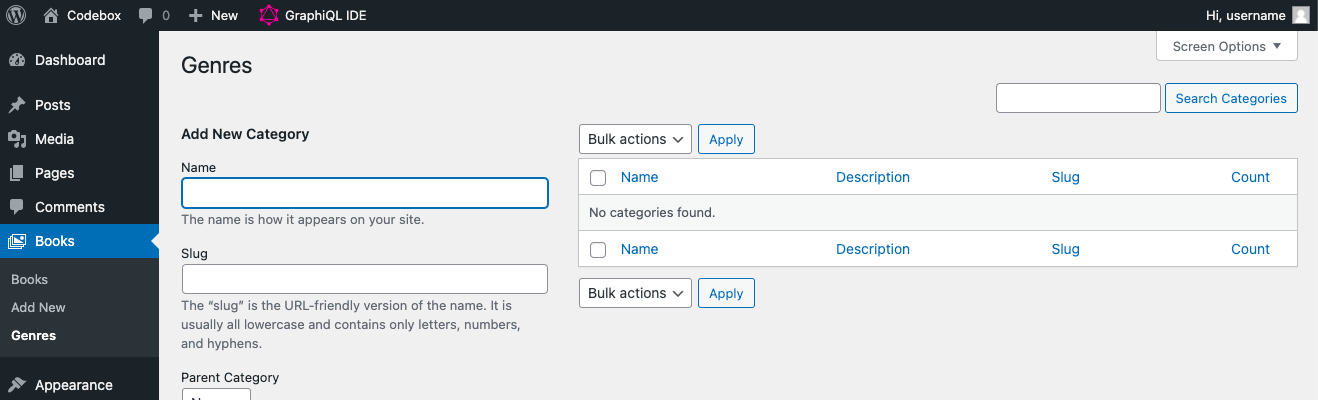 Codebox
0
New
GraphiQL IDE
Hi, username
Dashboard
Posts
Media
Pages
Comments
Books
Books
Add New
Genres
Appearance
Screen Options
Genres
Search Categories
Add New Category
Name
The name is how it appears on your site.
Slug
The “slug” is the URL-friendly version of the name. It is
usually all lowercase and contains only letters, numbers,
and hyphens.
Parent Category
Bulk actions
Apply
Name Description Slug Count
No categories found.
Name Description Slug Count
Bulk actions
Apply